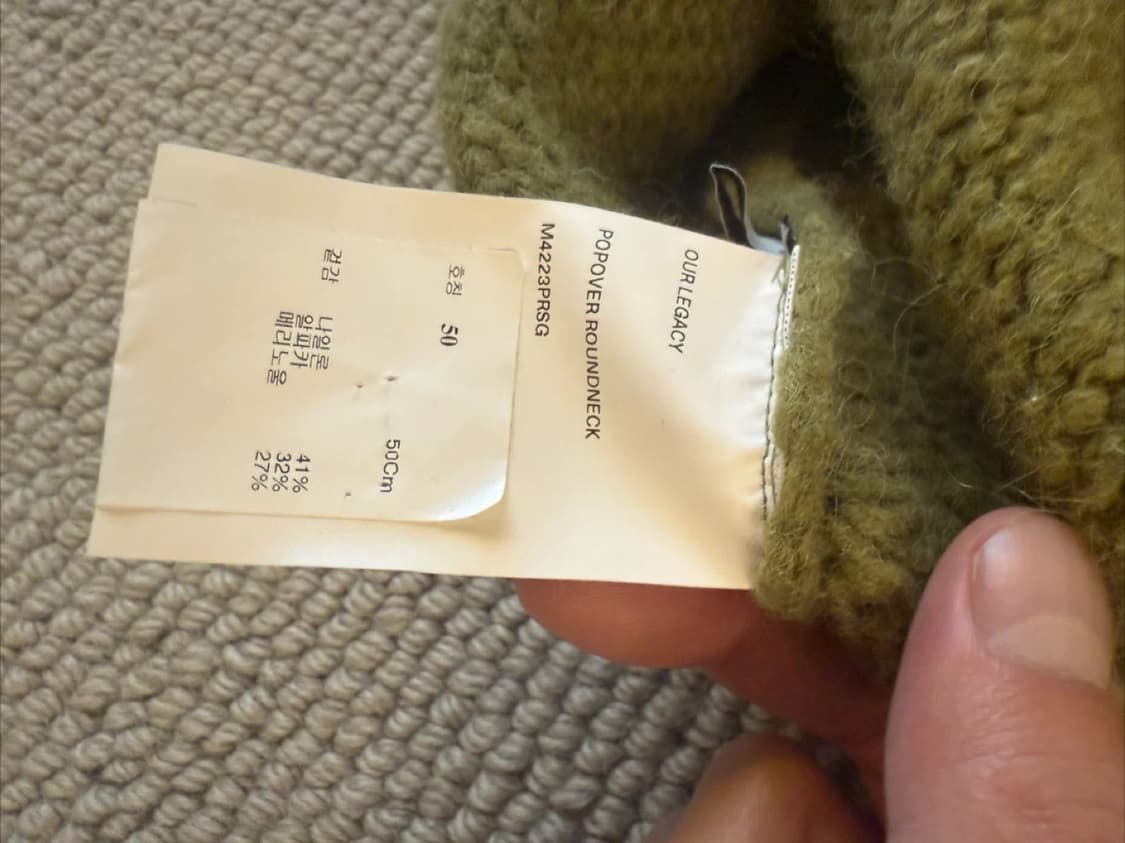 OUR LEGACY
POPOVER ROUNDNECK
M4223PRSG
호칭 50
50Cm
겉감 나일론 41%
알파카 32%
메리노울 27%